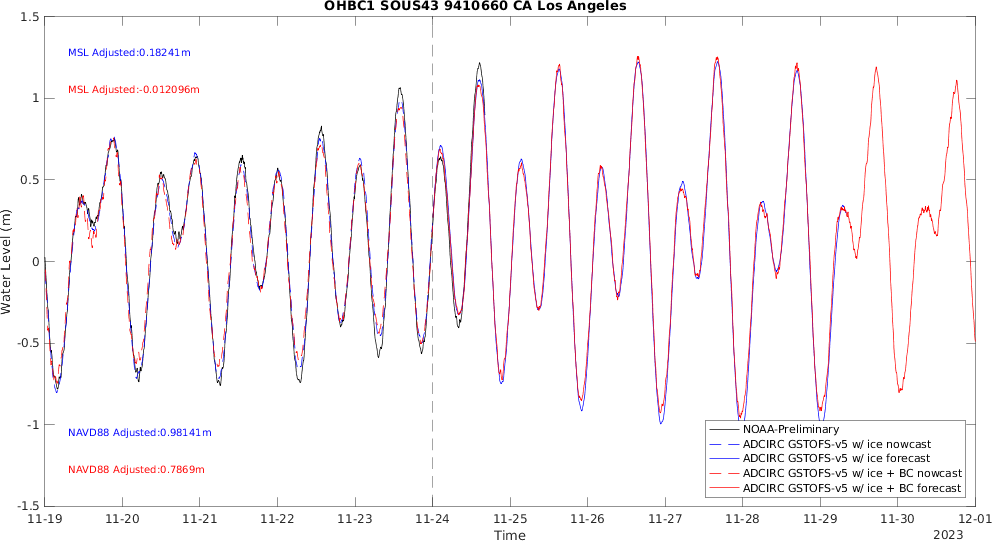 OHBC1 SOUS43 9410660 CA Los Angeles
1.5
MSL Adjusted:0.18241m
MSL Adjusted:-0.012096m
1
0.5
0
-0.5
-1
-1.5
Water Level (m)
NAVD88 Adjusted:0.98141m
NAVD88 Adjusted:0.7869m
NOAA-Preliminary
ADCIRC GSTOFS-v5 w/ ice nowcast
ADCIRC GSTOFS-v5 w/ ice forecast
ADCIRC GSTOFS-v5 w/ ice + BC nowcast
ADCIRC GSTOFS-v5 w/ ice + BC forecast
11-19 11-20 11-21 11-22 11-23 11-24 11-25 11-26 11-27 11-28 11-29 11-30 12-01
Time
2023